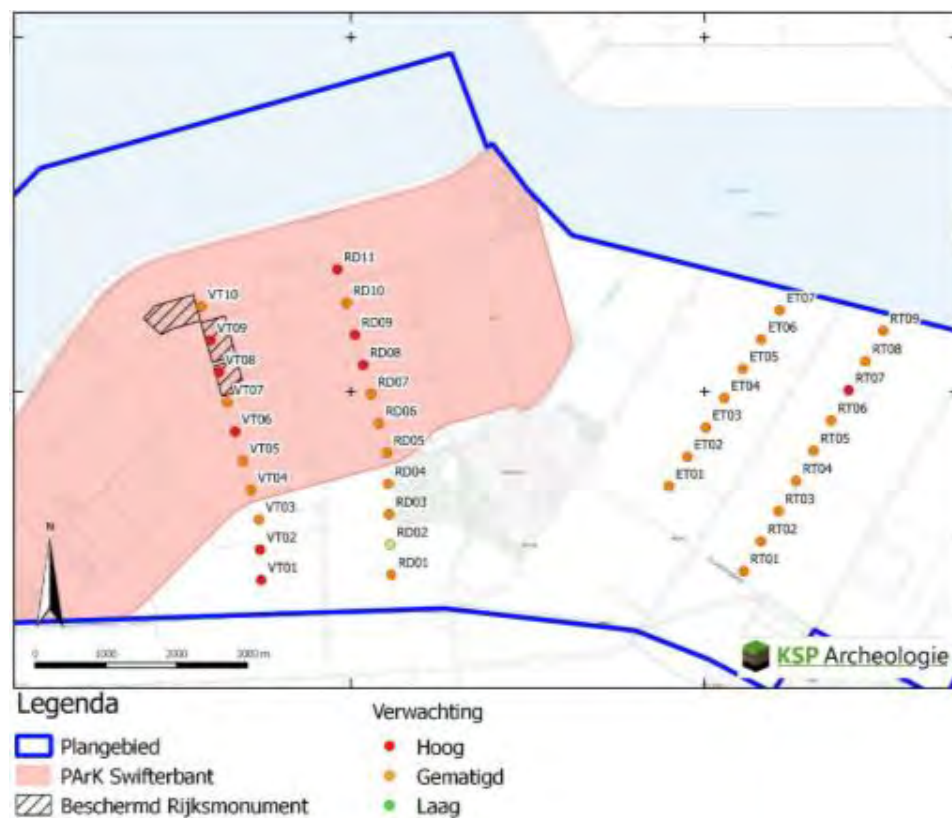 RD11
VT10
RD10
ET07
VT09
RD09
ET06
RT09
VT08
RD08
ET05
RT08
VT07
RD07
ET04
RT07
VT06
RD06
ET03
RT06
VT05
RD05
ET02
RT05
VT04
RD04
ET01
RT04
VT03
RD03
RT03
N
VT02
RD02
RT02
VT01
RD01
RT01
0 1000 2000 3000 m
KSP Archeologie
Legenda
Plangebied
PArK Swifterbant
Beschermd Rijksmonument
Verwachting
Hoog
Gematigd
Laag